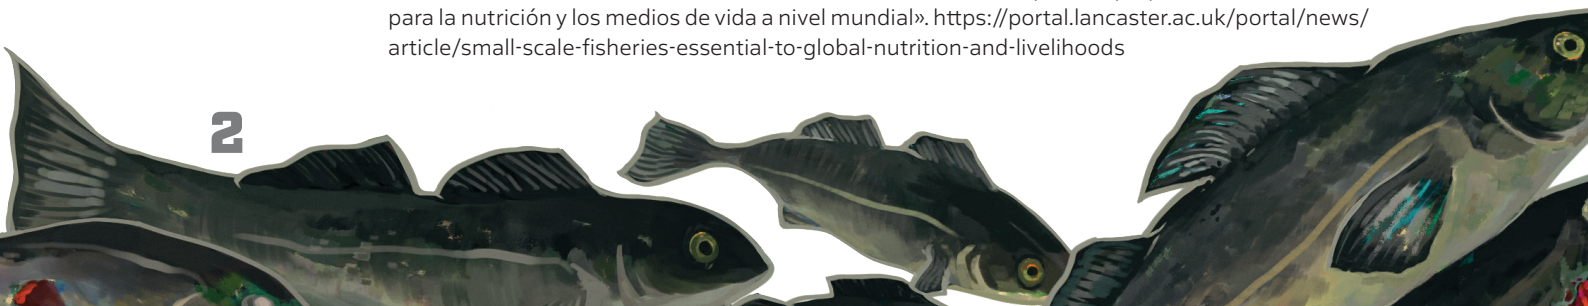 para la nutrición y los medios de vida a nivel mundial». https://portal.lancaster.ac.uk/portal/news/
article/small-scale-fisheries-essential-to-global-nutrition-and-livelihoods
2